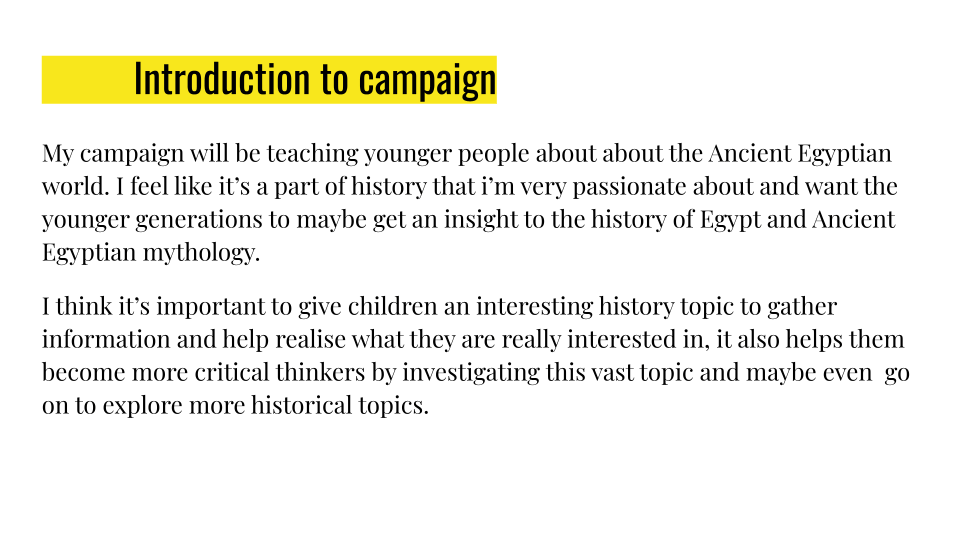 Introduction to campaign
My campaign will be teaching younger people about about the Ancient Egyptian
world. I feel like it’s a part of history that i’m very passionate about and want the
younger generations to maybe get an insight to the history of Egypt and Ancient
Egyptian mythology.
I think it’s important to give children an interesting history topic to gather
information and help realise what they are really interested in, it also helps them
become more critical thinkers by investigating this vast topic and maybe even  go
on to explore more historical topics.